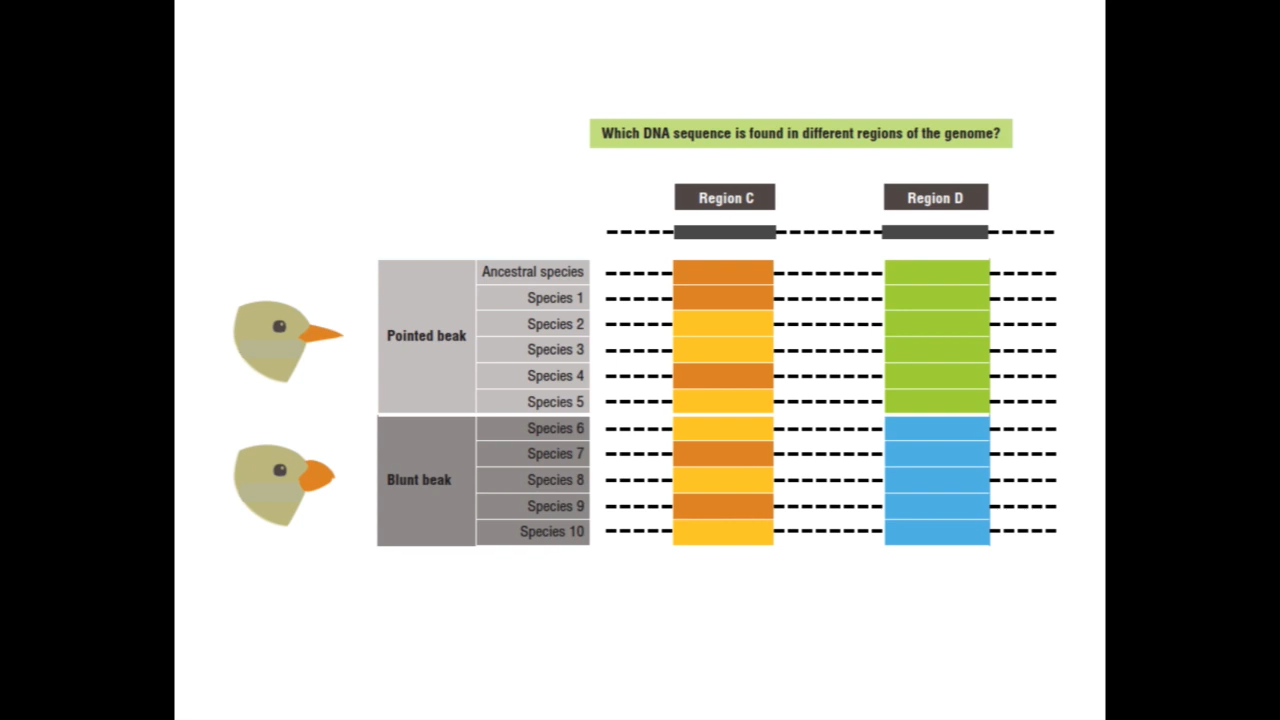 Which DNA sequence is found in different regions of the genome?
Region C
Region D
Ancestral species
Species 1
Species 2
Pointed beak
Species 3
Species 4
Species 5
Species 6
Species 7
Blunt beak
Species 8
Species 9
Species 10